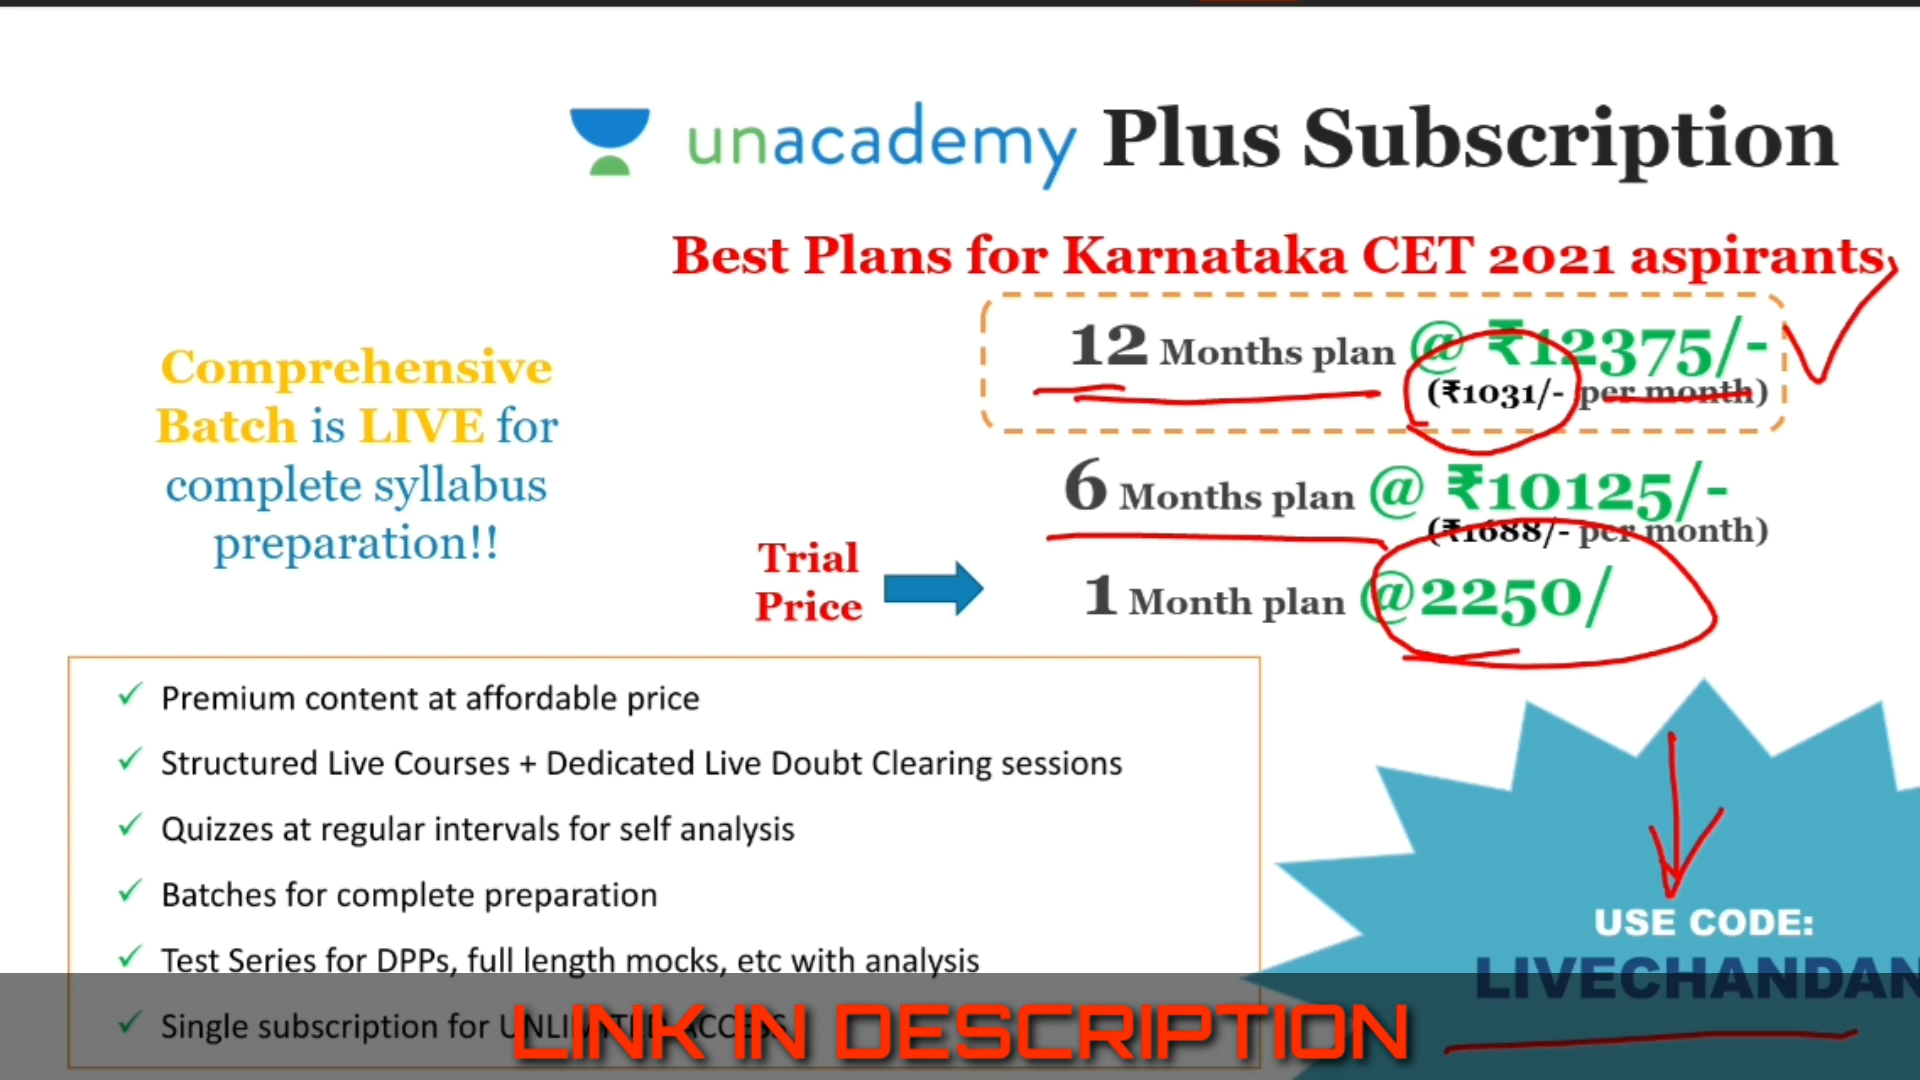 unacademy Plus Subscription
Best Plans for Karnataka CET 2021 aspirants
12 Months plan @ ₹12375/-
(₹1031/- per month)
6 Months plan @ ₹10125/-
(₹1688/- per month)
Trial
Price
1 Month plan @2250/
Comprehensive
Batch is LIVE for
complete syllabus
preparation!!
✓ Premium content at affordable price
✓ Structured Live Courses + Dedicated Live Doubt Clearing sessions
✓ Quizzes at regular intervals for self analysis
✓ Batches for complete preparation
✓ Test Series for DPPs, full length mocks, etc with analysis
✓ Single subscription for UNLIMITED ACCESS
USE CODE:
LIVECHANDAN
LINK IN DESCRIPTION